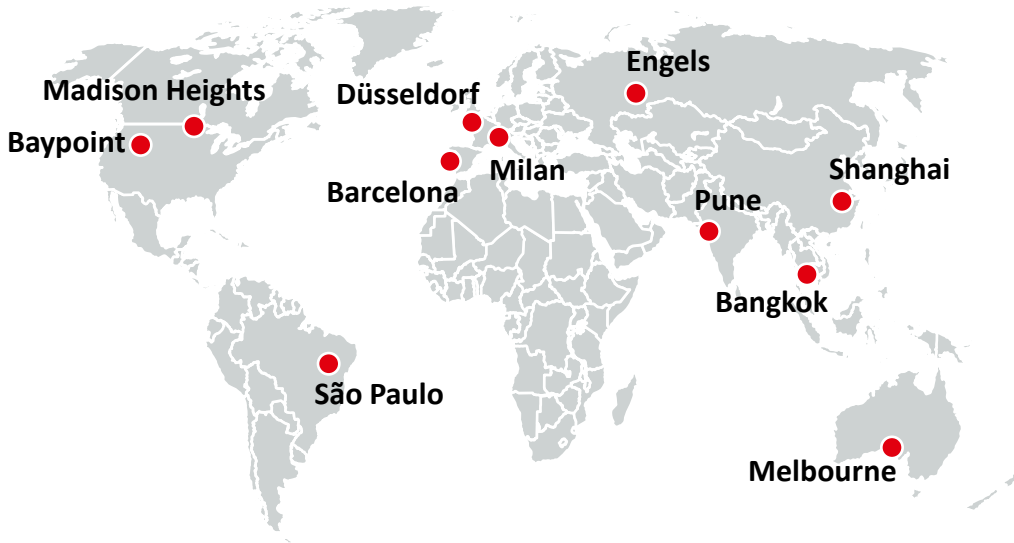 Engels
Madison Heights
Düsseldorf
Baypoint
Milan
Shanghai
Barcelona
Pune
Bangkok
São Paulo
Melbourne